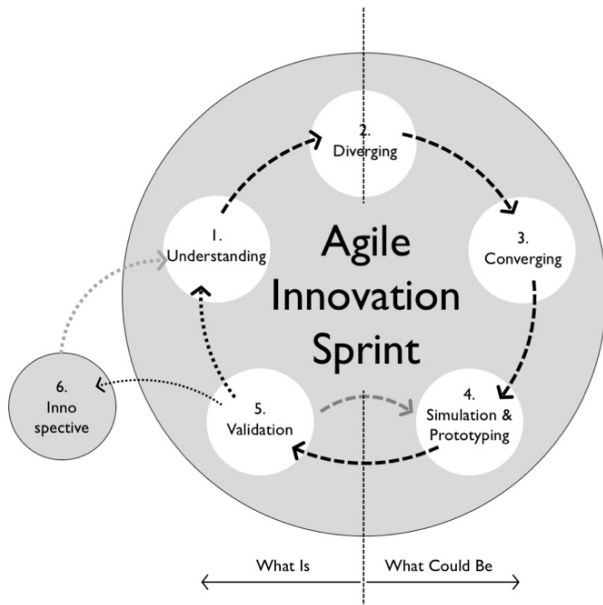 2.
Diverging
1.
Understanding
3.
Converging
Agile
Innovation
Sprint
6.
Inno
spective
5.
Validation
4.
Simulation &
Prototyping
What Is
What Could Be